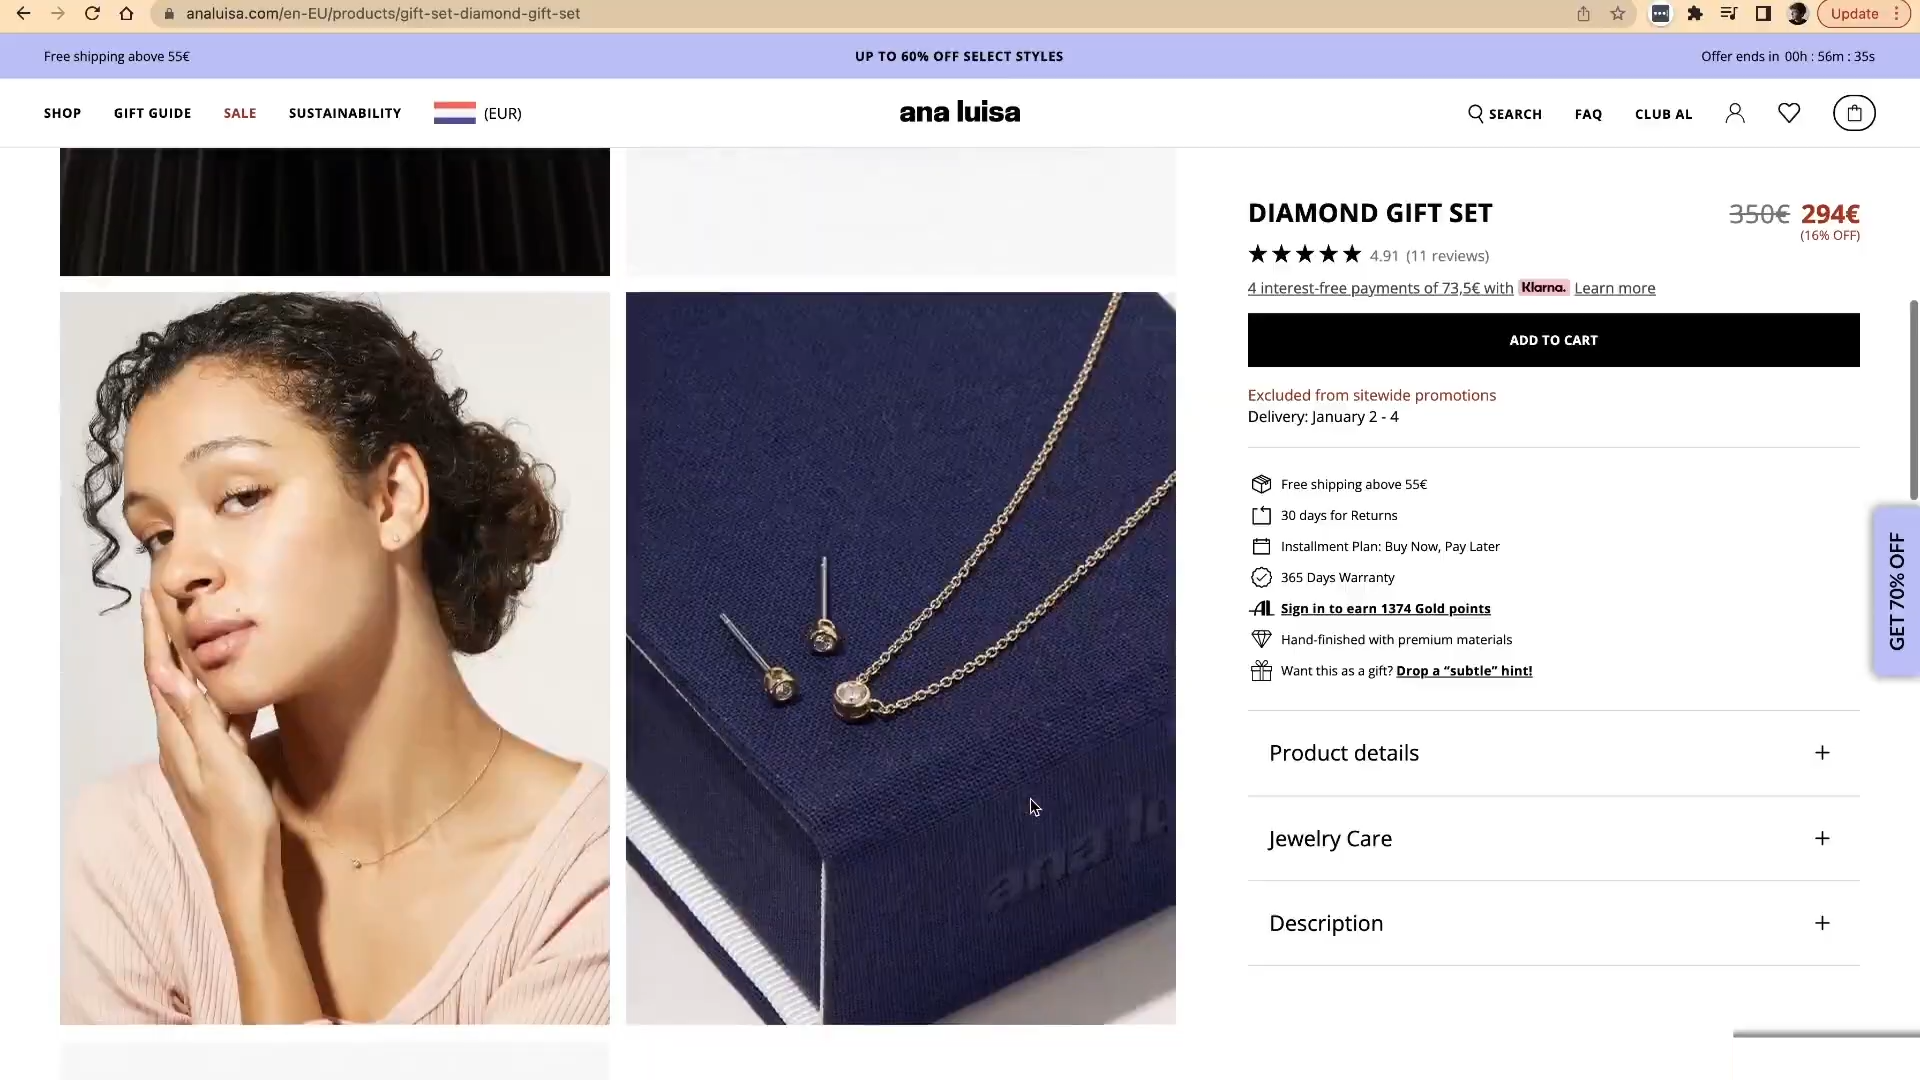 analuisa.com/en-EU/products/gift-set-diamond-gift-set
Update
Free shipping above 55€
UP TO 60% OFF SELECT STYLES
Offer ends in 00h : 56m : 35s
SHOP
GIFT GUIDE
SALE
SUSTAINABILITY
(EUR)
ana luisa
SEARCH
FAQ
CLUB AL
DIAMOND GIFT SET
350€ 294€
(16% OFF)
4.91 (11 reviews)
4 interest-free payments of 73,5€ with Klarna. Learn more
ADD TO CART
Excluded from sitewide promotions
Delivery: January 2 - 4
Free shipping above 55€
30 days for Returns
Installment Plan: Buy Now, Pay Later
365 Days Warranty
AL Sign in to earn 1374 Gold points
Hand-finished with premium materials
Want this as a gift? Drop a “subtle” hint!
GET 70% OFF
Product details
Jewelry Care
Description
ana lu